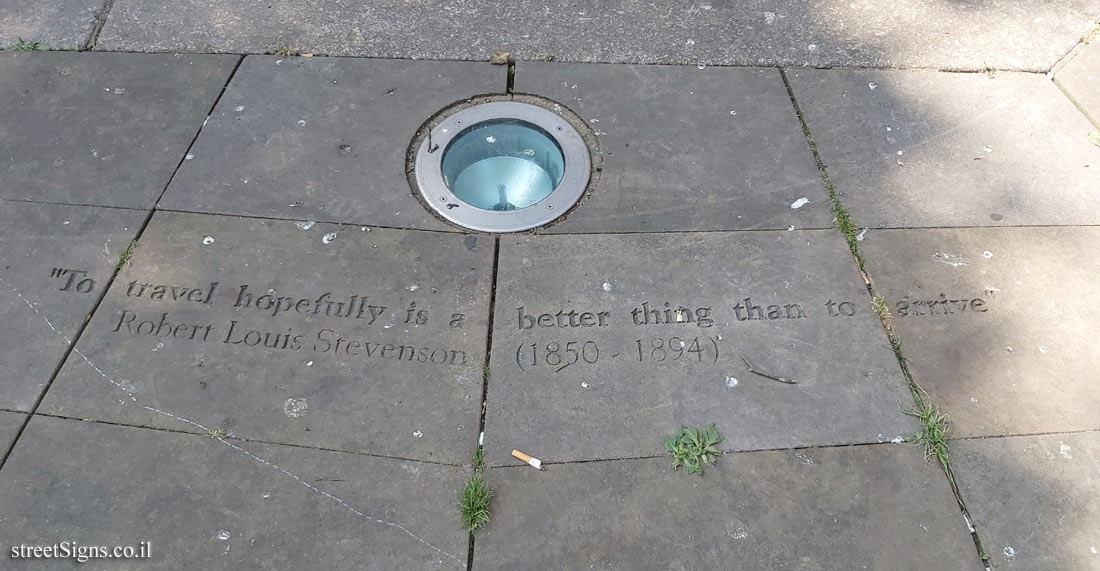 "To travel hopefully is a better thing than to arrive"
Robert Louis Stevenson (1850 - 1894)
streetSigns.co.il